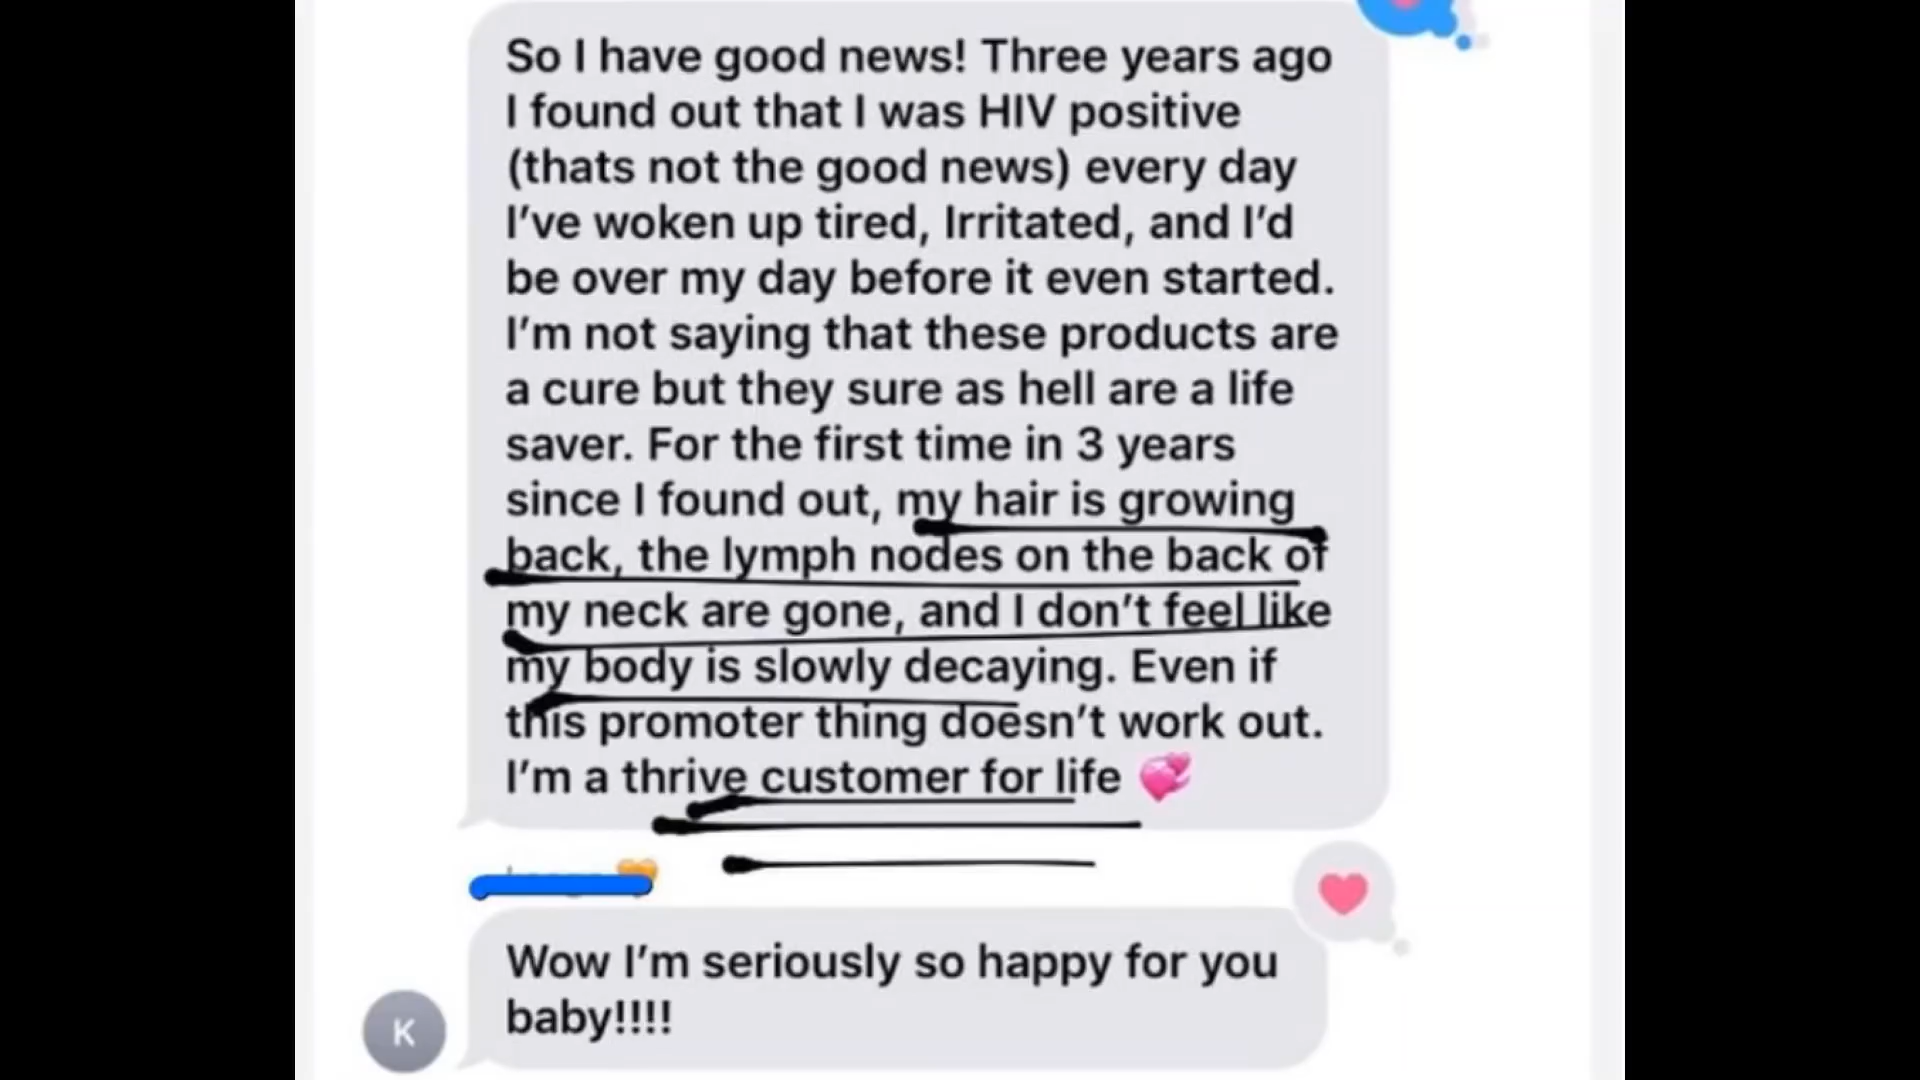 So I have good news! Three years ago
I found out that I was HIV positive
(thats not the good news) every day
I’ve woken up tired, Irritated, and I’d
be over my day before it even started.
I’m not saying that these products are
a cure but they sure as hell are a life
saver. For the first time in 3 years
since I found out, my hair is growing
back, the lymph nodes on the back of
my neck are gone, and I don’t feel like
my body is slowly decaying. Even if
this promoter thing doesn’t work out.
I’m a thrive customer for life 💞
🧡
Wow I’m seriously so happy for you
baby!!!!
K